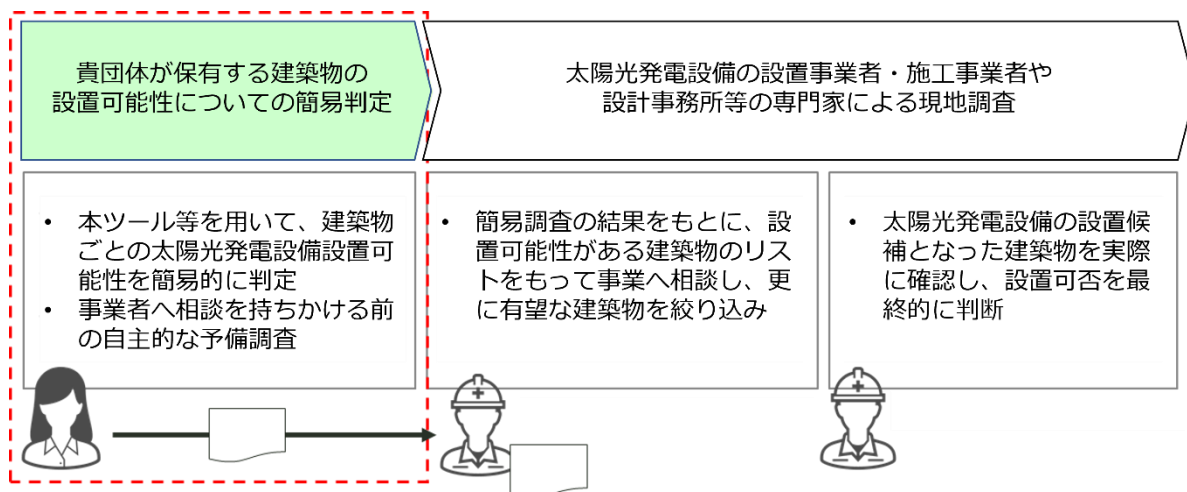 貴団体が保有する建築物の
設置可能性についての簡易判定
太陽光発電設備の設置事業者・施工事業者や
設計事務所等の専門家による現地調査
• 本ツール等を用いて、建築物
ごとの太陽光発電設備設置可
能性を簡易的に判定
• 事業者へ相談を持ちかける前
の自主的な予備調査
• 簡易調査の結果をもとに、設
置可能性がある建築物のリス
トをもって事業へ相談し、更
に有望な建築物を絞り込み
• 太陽光発電設備の設置候
補となった建築物を実際
に確認し、設置可否を最
終的に判断